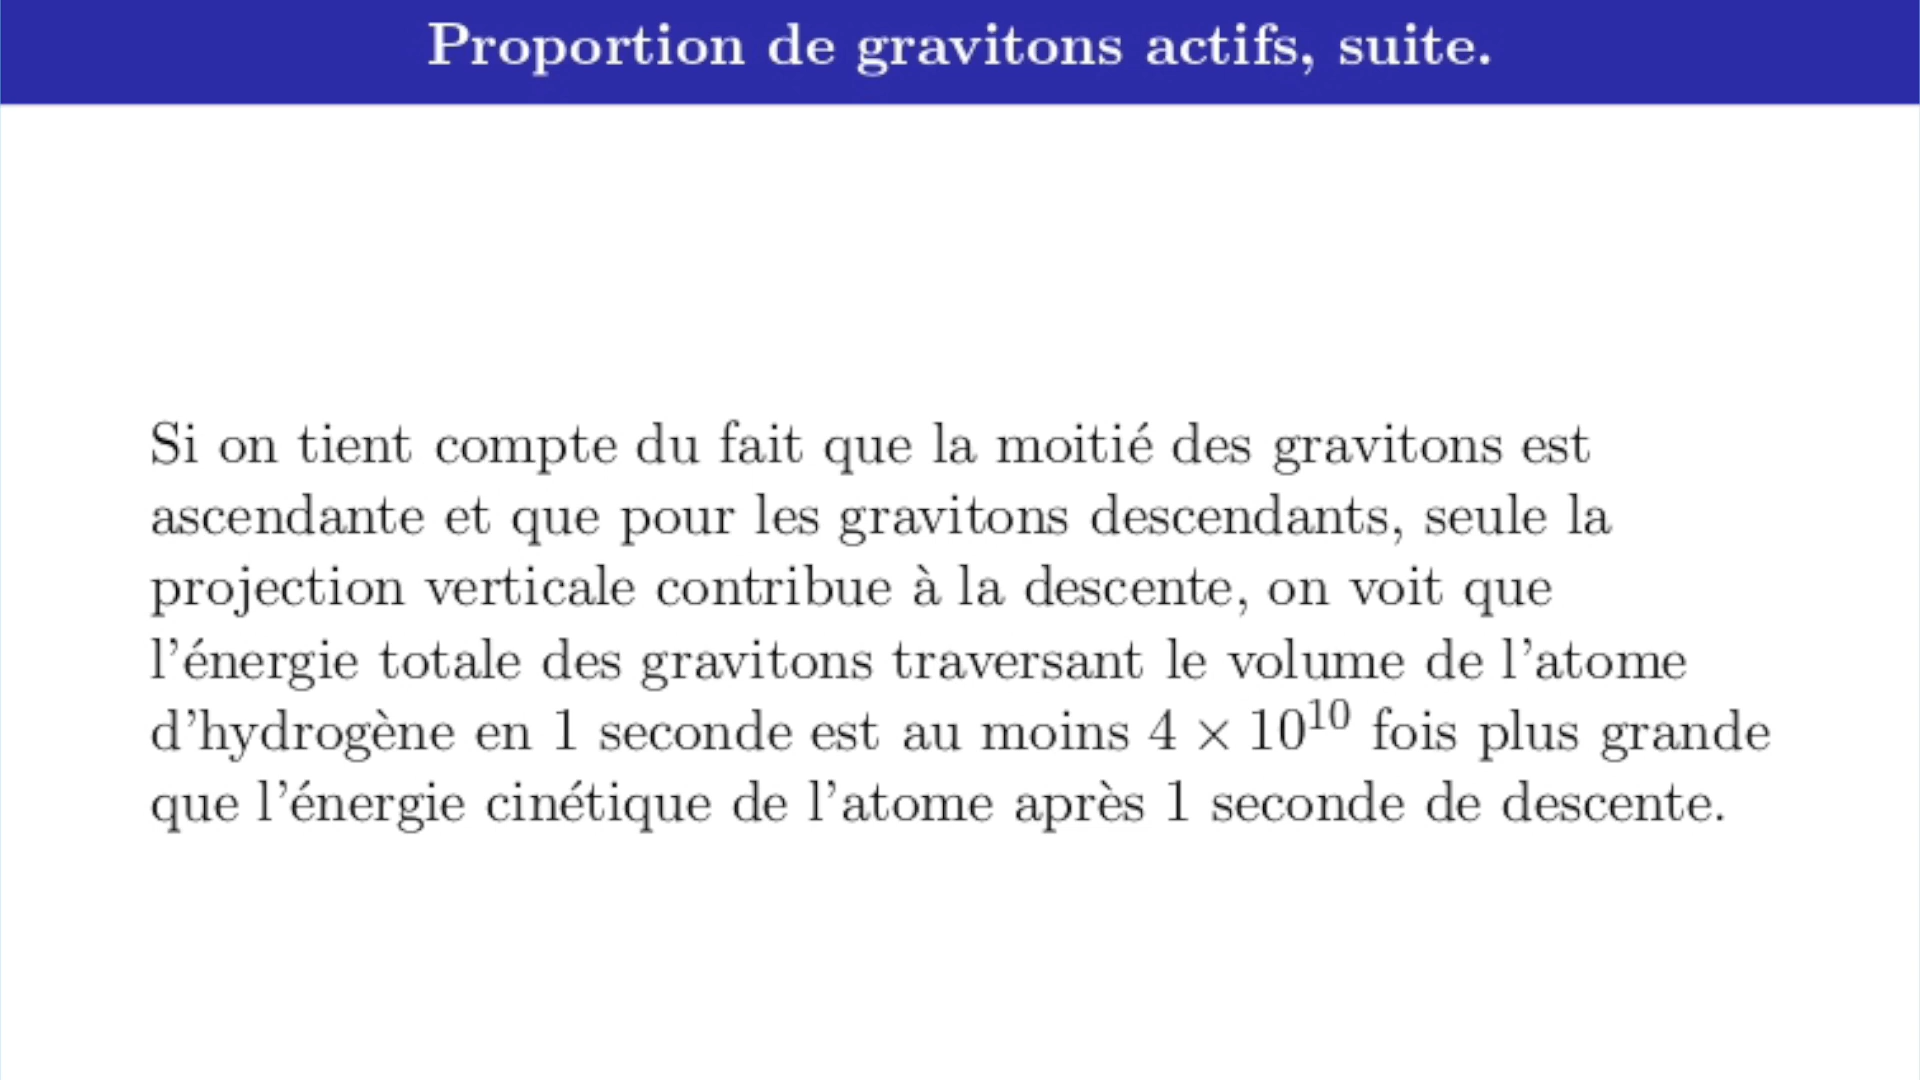 Proportion de gravitons actifs, suite.
Si on tient compte du fait que la moitié des gravitons est
ascendante et que pour les gravitons descendants, seule la
projection verticale contribue à la descente, on voit que
l'énergie totale des gravitons traversant le volume de l'atome
d'hydrogène en 1 seconde est au moins 4 × 10¹⁰ fois plus grande
que l'énergie cinétique de l'atome après 1 seconde de descente.